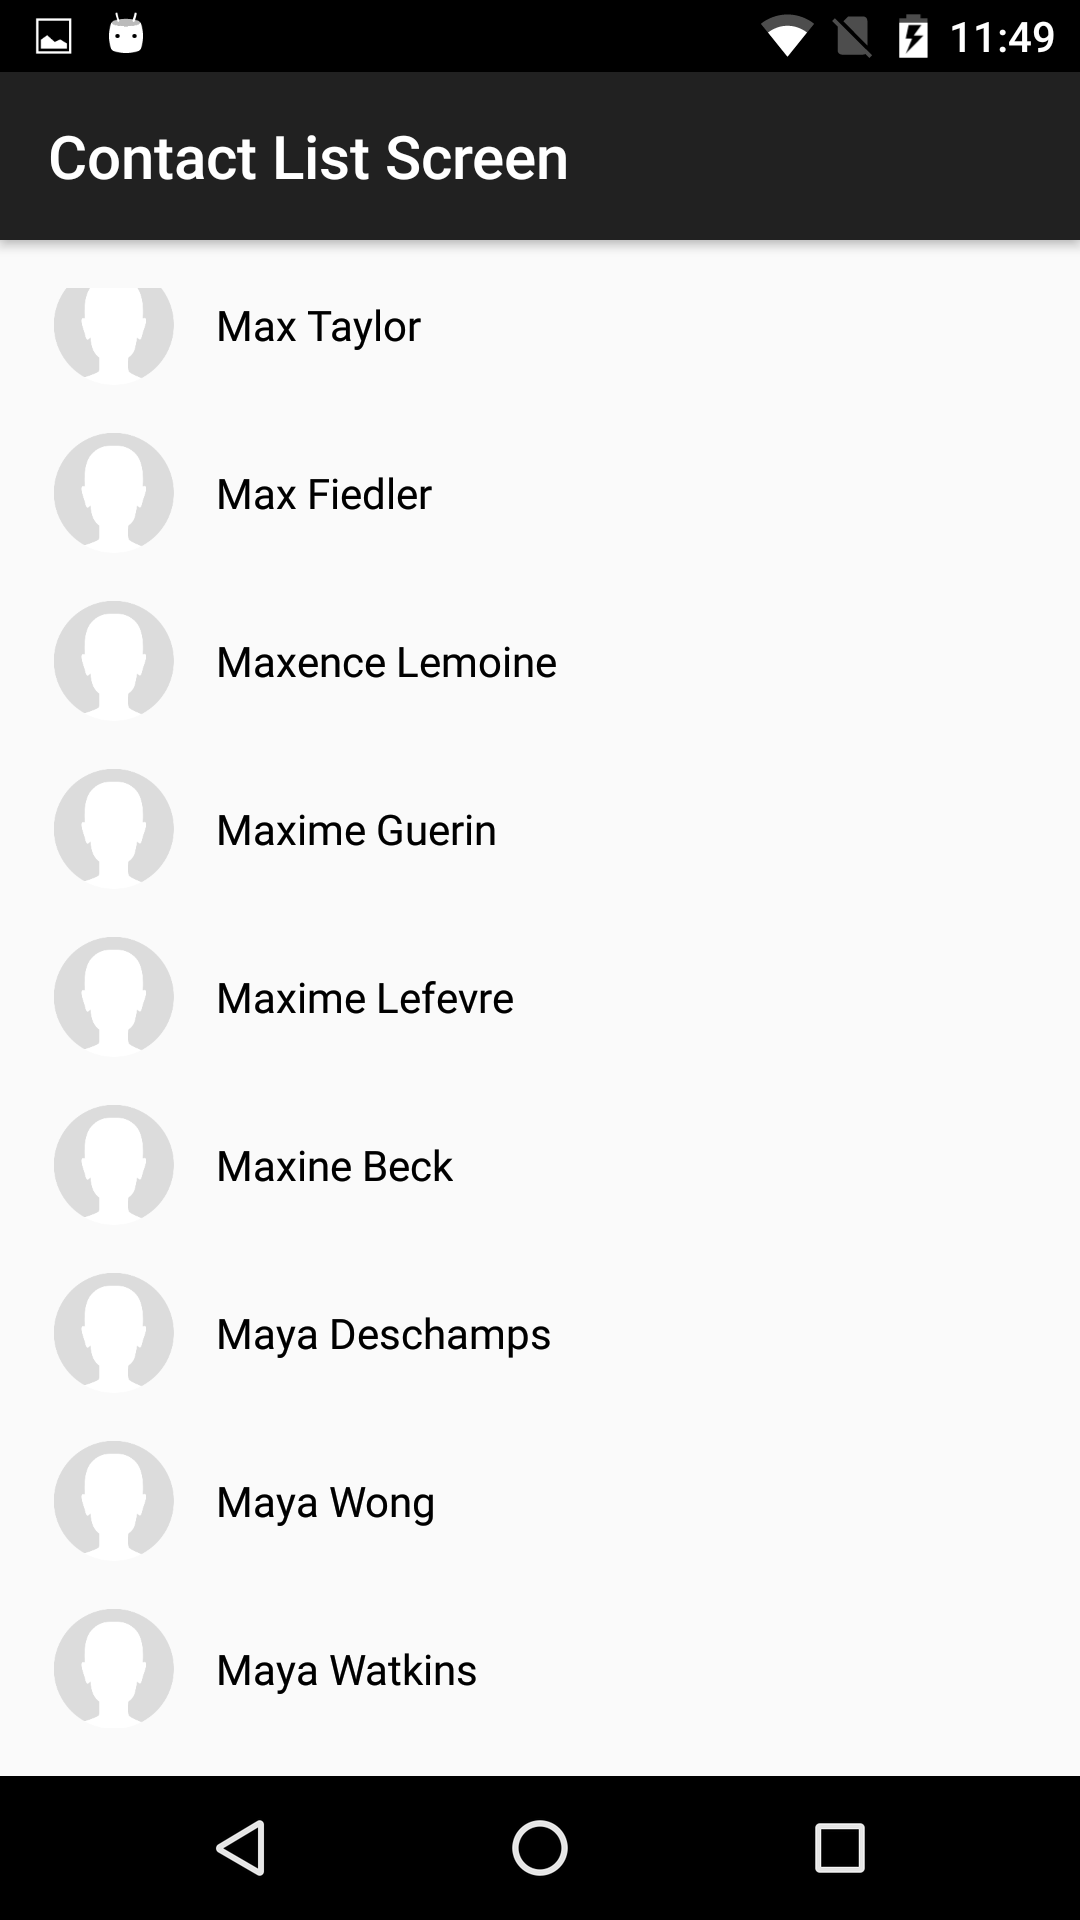 11:49
Contact List Screen
Max Taylor
Max Fiedler
Maxence Lemoine
Maxime Guerin
Maxime Lefevre
Maxine Beck
Maya Deschamps
Maya Wong
Maya Watkins